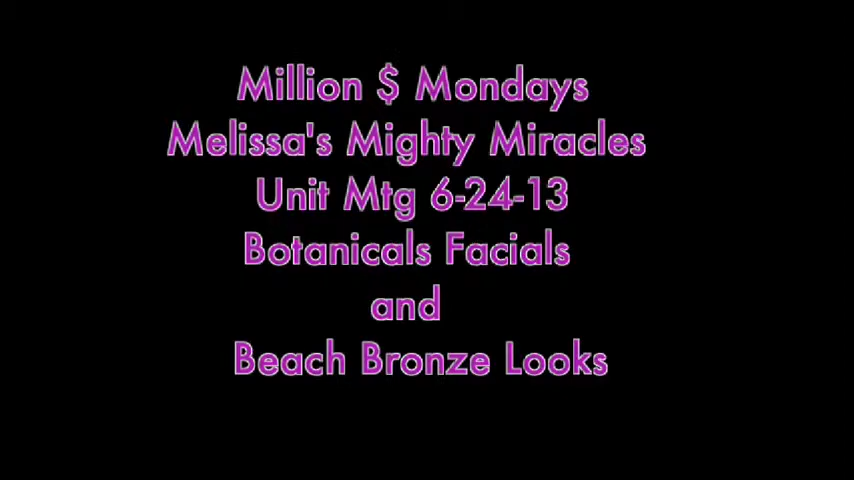 Million $ Mondays
Melissa's Mighty Miracles
Unit Mtg 6-24-13
Botanicals Facials
and
Beach Bronze Looks